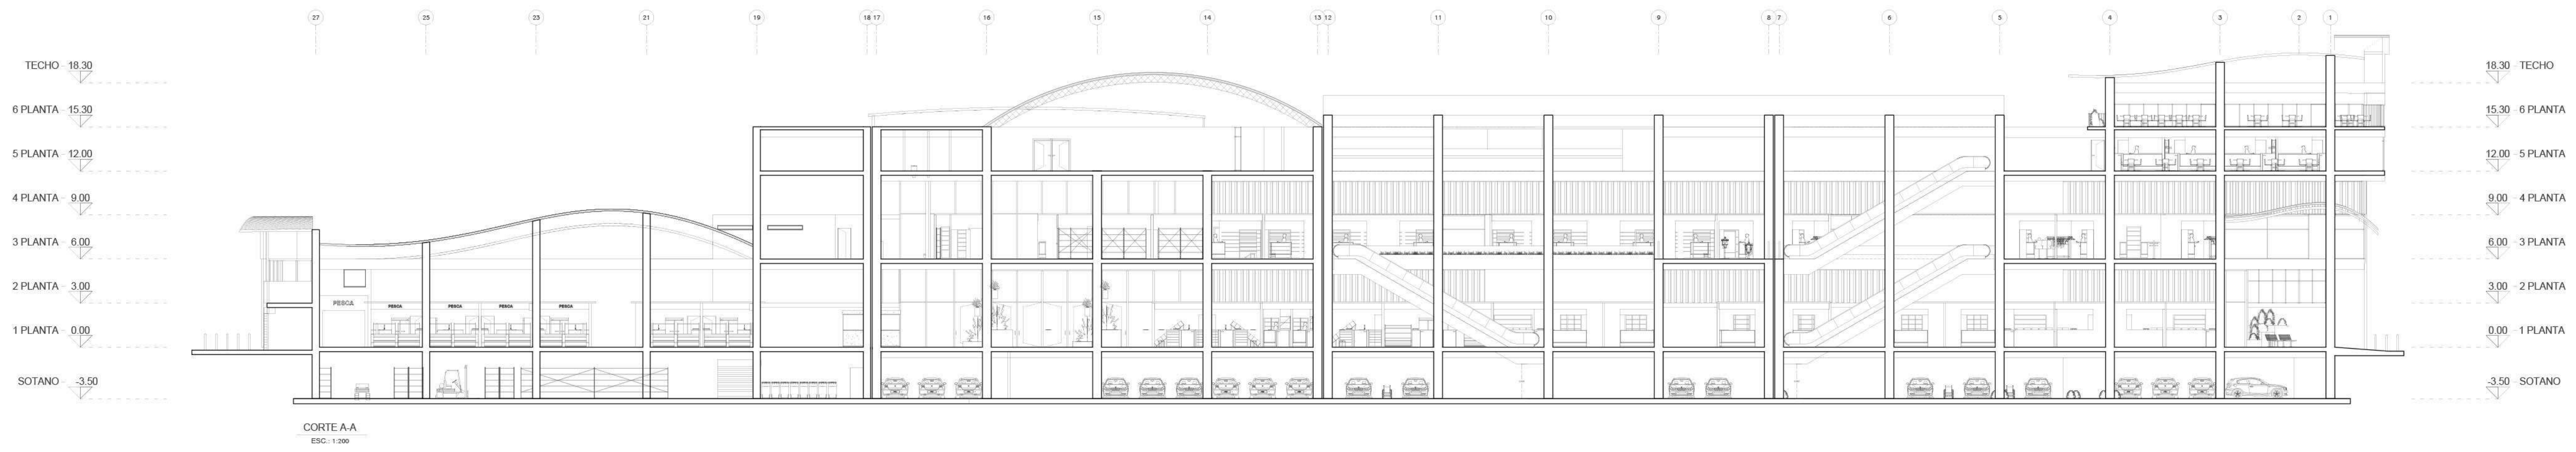 27 25 23 21 19 18 17 16 15 14 13 12 11 10 9 8 7 6 5 4 3 2 1
TECHO 18.30 18.30 TECHO
6 PLANTA 15.30 15.30 6 PLANTA
5 PLANTA 12.00 12.00 5 PLANTA
4 PLANTA 9.00 9.00 4 PLANTA
3 PLANTA 6.00 6.00 3 PLANTA
2 PLANTA 3.00 3.00 2 PLANTA
PESCA PESCA PESCA PESCA PESCA
1 PLANTA 0.00 0.00 1 PLANTA
SOTANO -3.50 -3.50 SOTANO
CORTE A-A
ESC.: 1:200